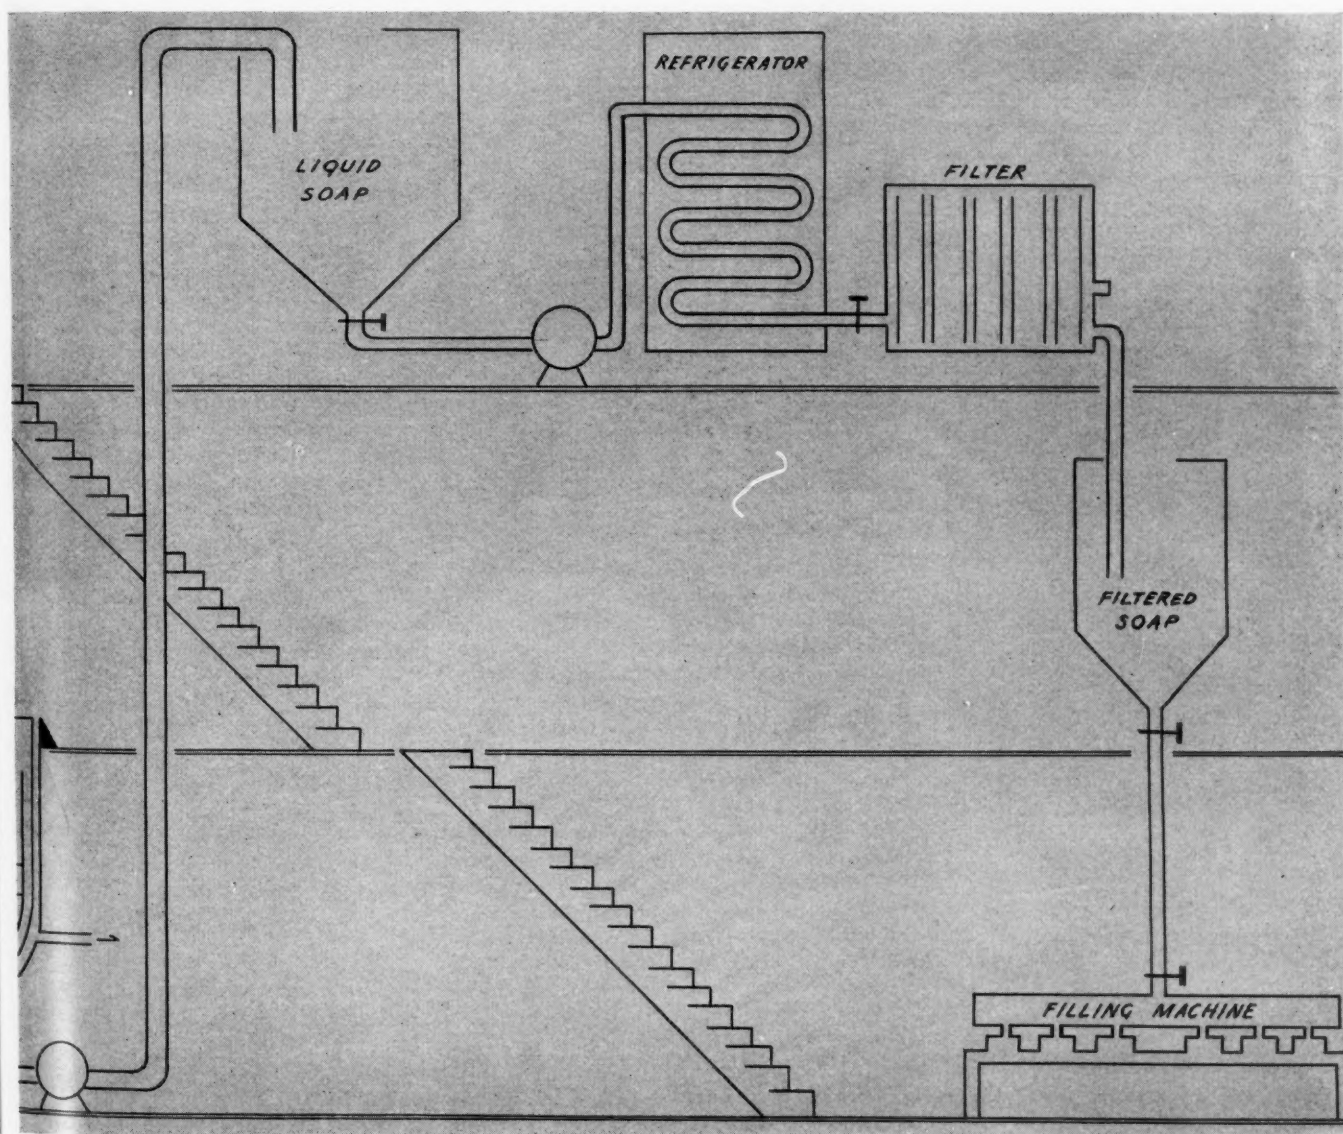 LIQUID
SOAP
REFRIGERATOR
FILTER
FILTERED
SOAP
FILLING MACHINE